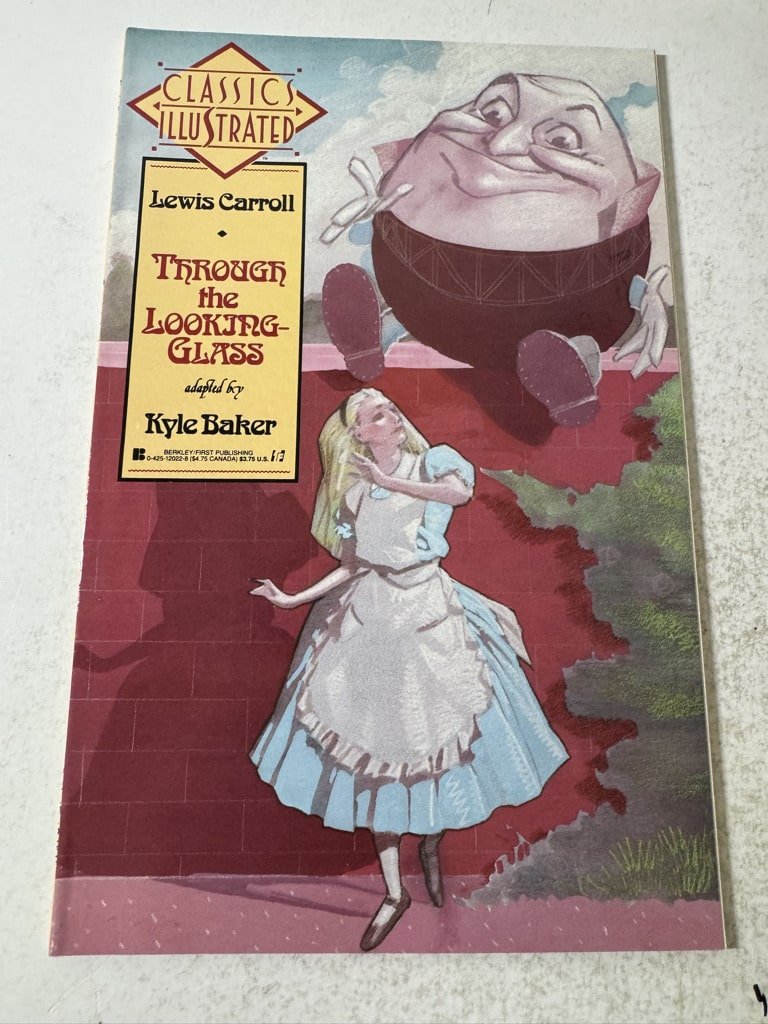 CLASSICS
ILLUSTRATED
TM
Lewis Carroll
THROUGH
the
LOOKING-
GLASS
adapted by
Kyle Baker
BERKLEY/FIRST PUBLISHING
0-425-12022-8 ($4.75 CANADA) $3.75 U.S.